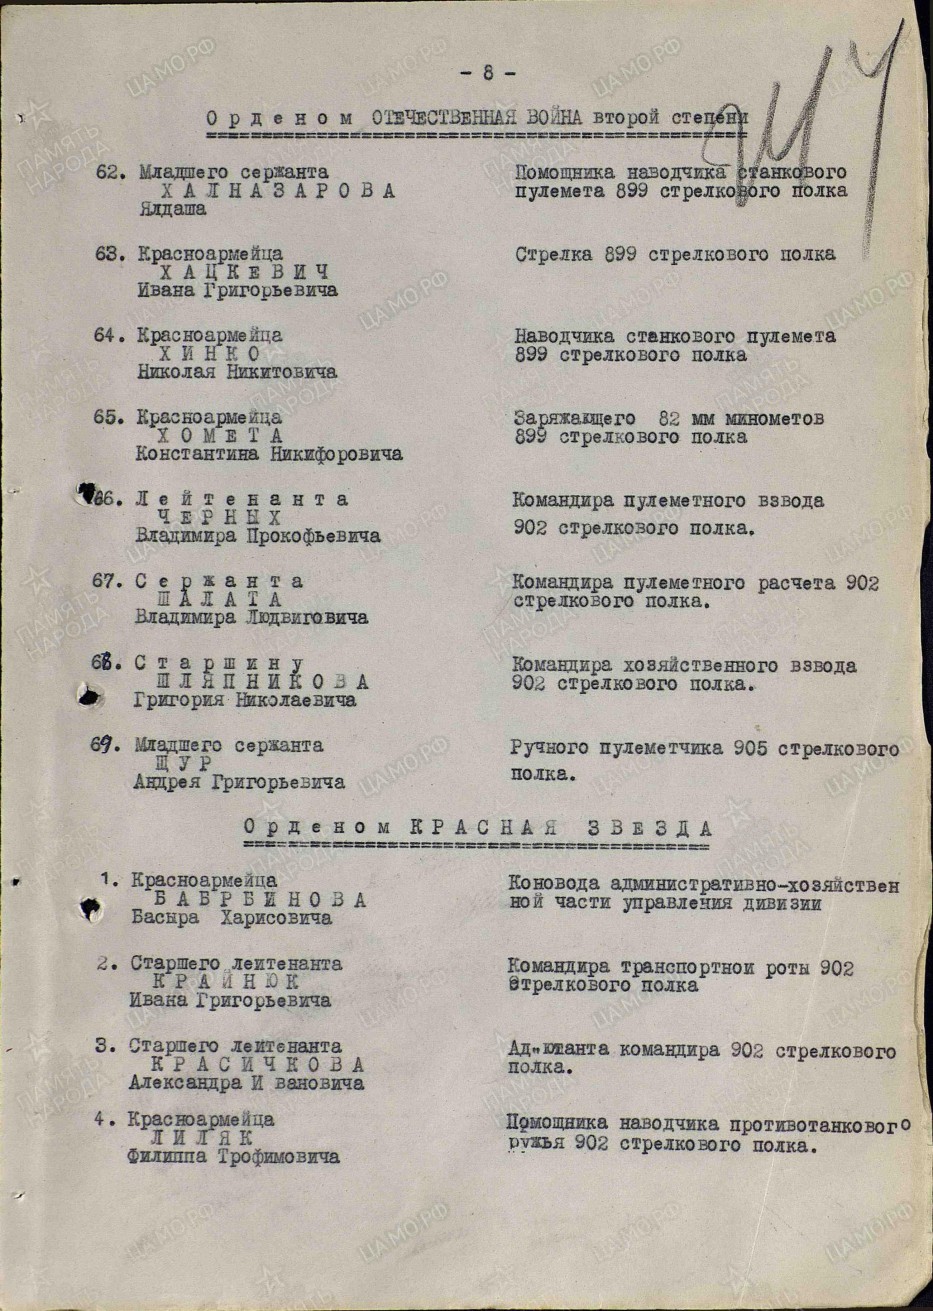 - 8 -
Орденом ОТЕЧЕСТВЕННАЯ ВОЙНА второй степени
62. Младшего сержанта Помощника наводчика станкового
ХАЛНАЗАРОВА пулемета 899 стрелкового полка
Ялдаша
63. Красноармейца Стрелка 899 стрелкового полка
ХАЦКЕВИЧ
Ивана Григорьевича
64. Красноармейца Наводчика станкового пулемета
ХИНКО 899 стрелкового полка
Николая Никитовича
65. Красноармейца Заряжающего 82 мм минометов
ХОМЕТА 899 стрелкового полка
Константина Никифоровича
66. Лейтенанта Командира пулеметного взвода
ЧЕРНЫХ 902 стрелкового полка.
Владимира Прокофьевича
67. Сержанта Командира пулеметного расчета 902
ШАЛАТА стрелкового полка.
Владимира Людвиговича
68. Старшину Командира хозяйственного взвода
ШЛЯПНИКОВА 902 стрелкового полка.
Григория Николаевича
69. Младшего сержанта Ручного пулеметчика 905 стрелкового
ЩУР полка.
Андрея Григорьевича
Орденом КРАСНАЯ ЗВЕЗДА
1. Красноармейца Коновода административно-хозяйствен
БАБРБИНОВА ной части управления дивизии
Басыра Харисовича
2. Старшего леитенанта Командира транспортнои роты 902
КРАЙНЮК стрелкового полка
Ивана Григорьевича
3. Старшего лейтенанта Ад"ютанта командира 902 стрелкового
КРАСИЧКОВА полка.
Александра И вановича
4. Красноармейца Помощника наводчика противотанкового
ЛИЛЯК ружья 902 стрелкового полка.
Филиппа Трофимовича